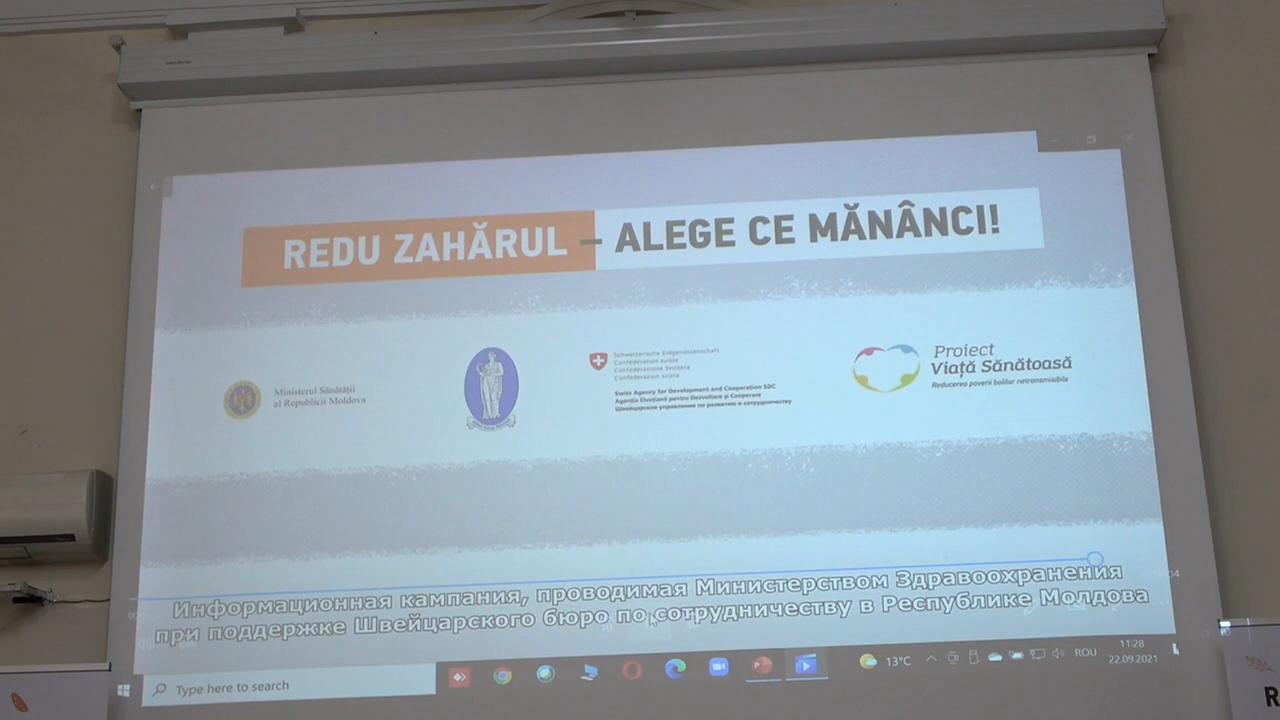 REDU ZAHĂRUL – ALEGE CE MĂNÂNCI!
Ministerul Sănătății
al Republicii Moldova
Schweizerische Eidgenossenschaft
Confédération suisse
Confederazione Svizzera
Confederaziun svizra
Swiss Agency for Development and Cooperation SDC
Agenția Elvețiană pentru Dezvoltare și Cooperare
Швейцарское управление по развитию и сотрудничеству
Proiect
Viață Sănătoasă
Reducerea poverii bolilor netransmisibile
Информационная кампания, проводимая Министерством Здравоохранения
при поддержке Швейцарского бюро по сотрудничеству в Республике Молдова
Type here to search
13°C
ROU
11:28
22.09.2021
R